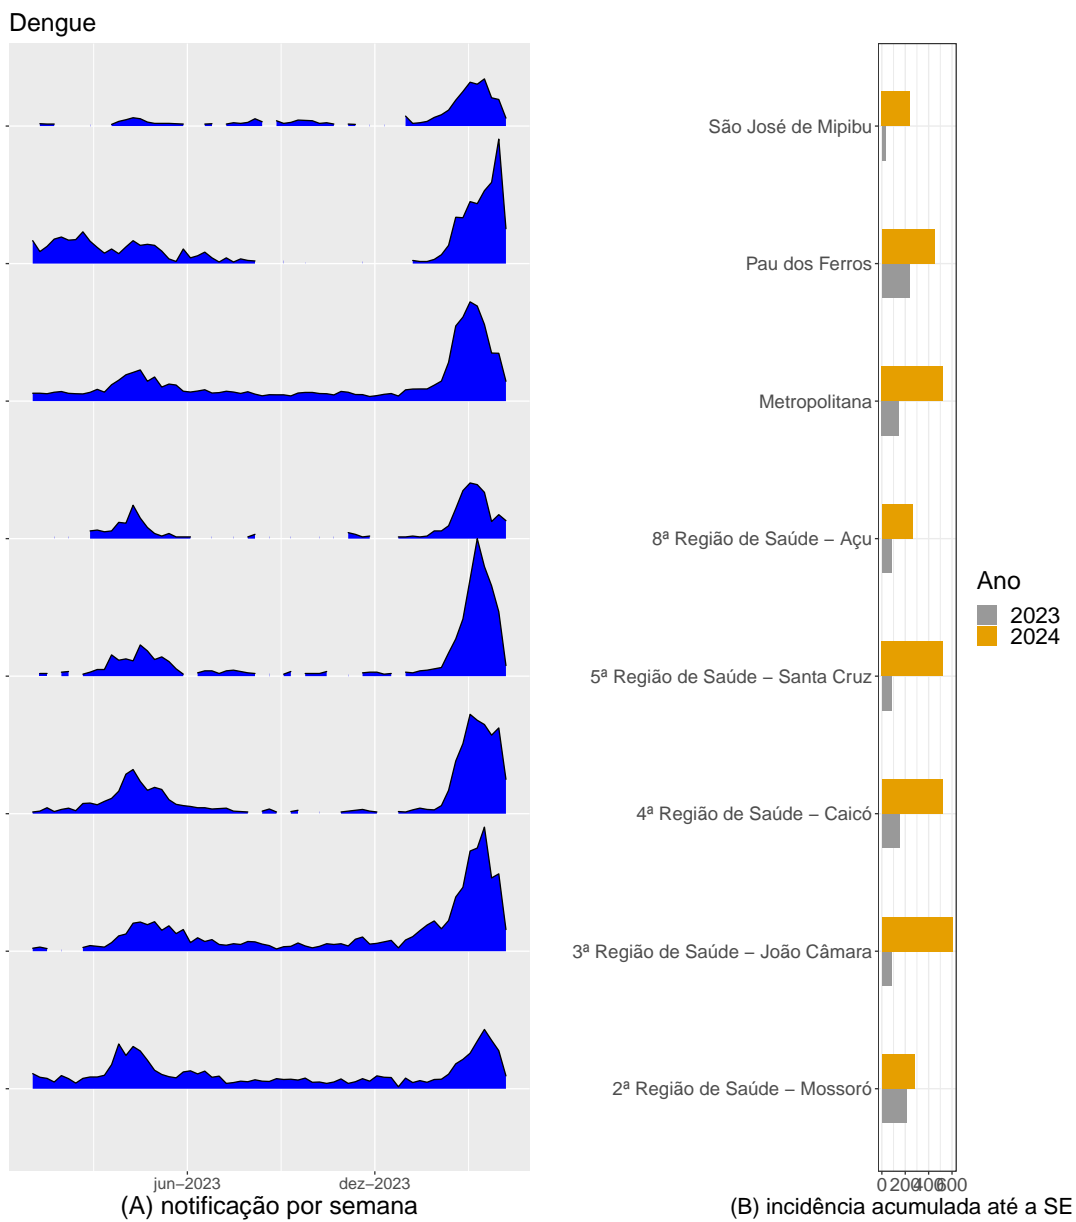 Dengue
São José de Mipibu
Pau dos Ferros
Metropolitana
8ª Região de Saúde – Açu
5ª Região de Saúde – Santa Cruz
4ª Região de Saúde – Caicó
3ª Região de Saúde – João Câmara
2ª Região de Saúde – Mossoró
jun–2023
dez–2023
(A) notificação por semana
0 200 400 600
(B) incidência acumulada até a SE
Ano
2023
2024